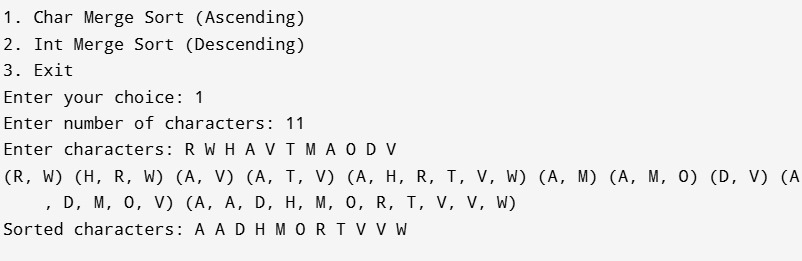 1. Char Merge Sort (Ascending)
2. Int Merge Sort (Descending)
3. Exit
Enter your choice: 1
Enter number of characters: 11
Enter characters: R W H A V T M A O D V
(R, W) (H, R, W) (A, V) (A, T, V) (A, H, R, T, V, W) (A, M) (A, M, O) (D, V) (A
, D, M, O, V) (A, A, D, H, M, O, R, T, V, V, W)
Sorted characters: A A D H M O R T V V W